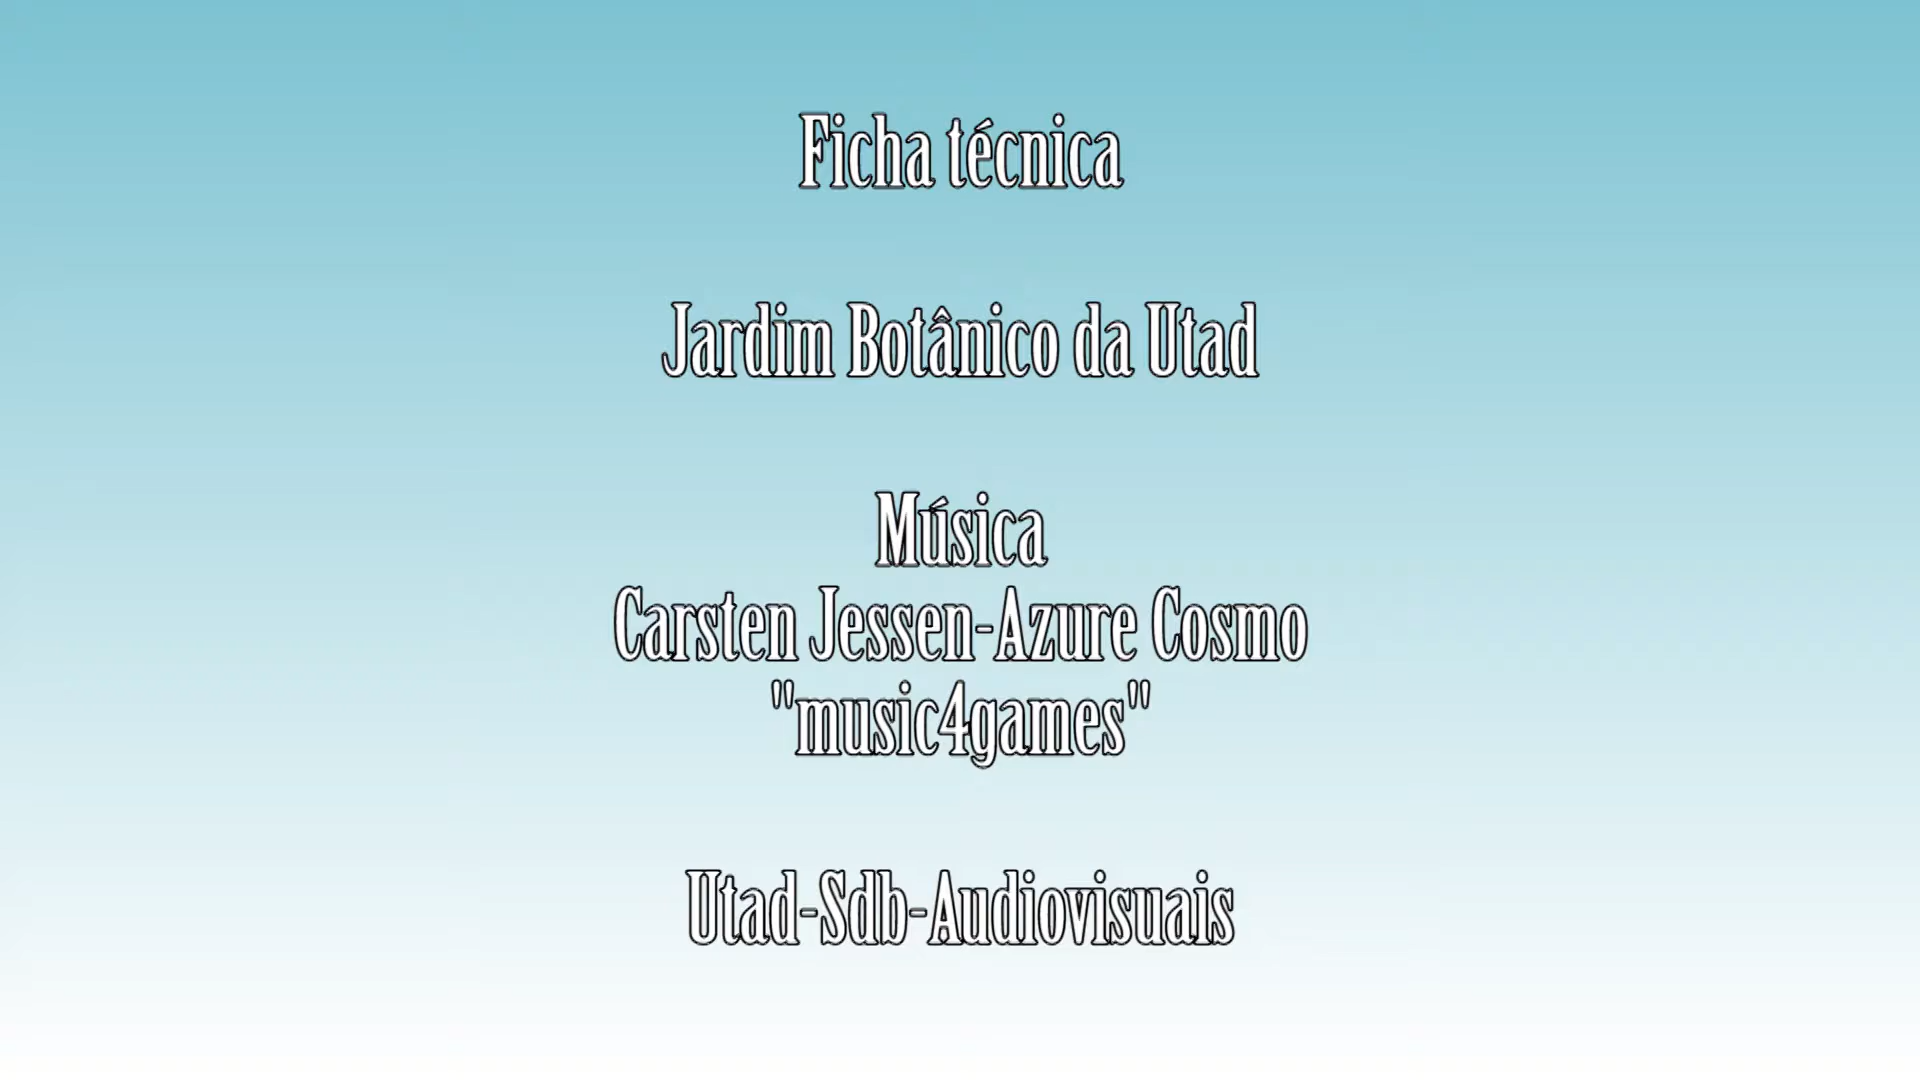 Ficha técnica
Jardim Botânico da Utad
Música
Carsten Jessen-Azure Cosmo
"music4games"
Utad-Sdb-Audiovisuais